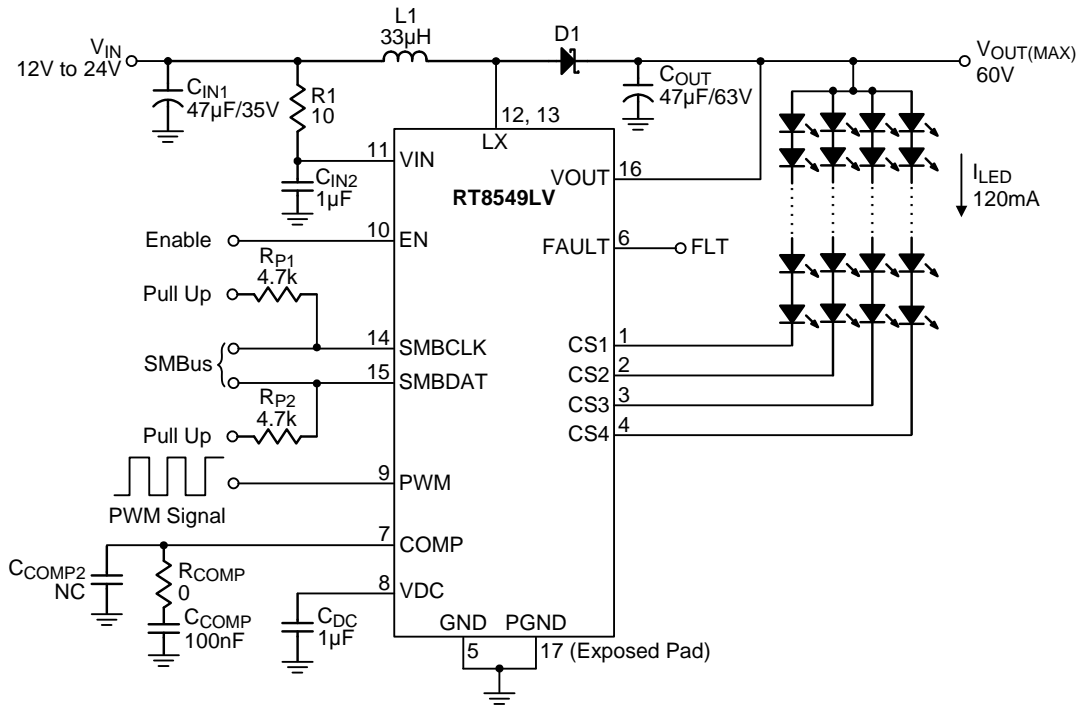 L1
33µH
D1
VIN
12V to 24V
VOUT(MAX)
60V
CIN1
47µF/35V
R1
10
COUT
47µF/63V
12, 13
LX
11
VIN
CIN2
1µF
RT8549LV
VOUT
16
ILED
120mA
Enable
10
EN
FAULT
6
FLT
RP1
4.7k
Pull Up
14
SMBCLK
CS1
1
SMBus
15
SMBDAT
CS2
2
RP2
4.7k
CS3
3
Pull Up
CS4
4
9
PWM
PWM Signal
7
COMP
CCOMP2
NC
RCOMP
0
8
VDC
CCOMP
100nF
CDC
1µF
GND
PGND
5
17 (Exposed Pad)